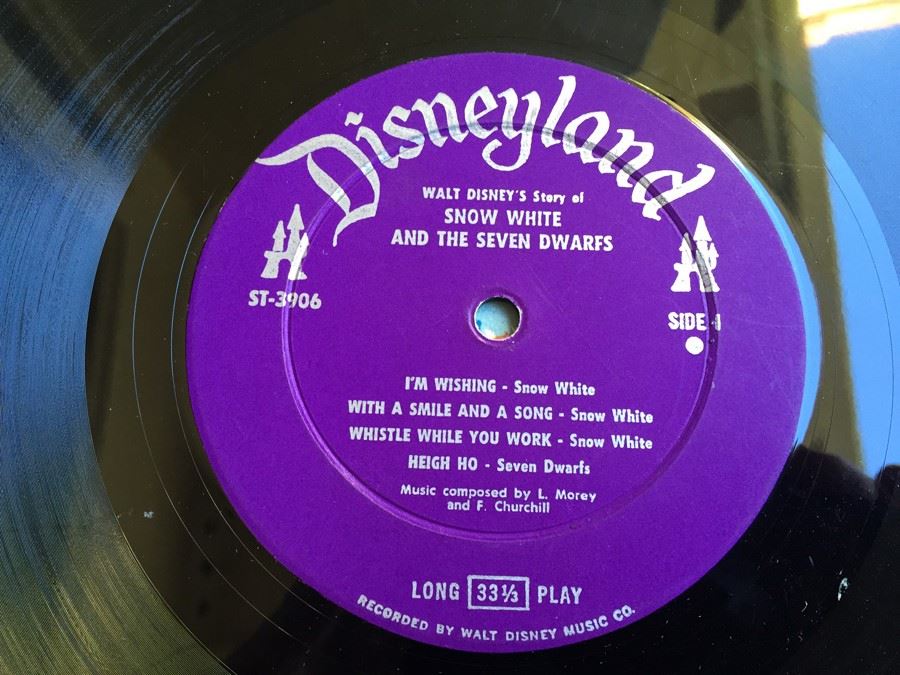 Disneyland
WALT DISNEY'S Story of
SNOW WHITE
AND THE SEVEN DWARFS
ST-3906
SIDE 1
I'M WISHING - Snow White
WITH A SMILE AND A SONG - Snow White
WHISTLE WHILE YOU WORK - Snow White
HEIGH HO - Seven Dwarfs
Music composed by L. Morey
and F. Churchill
LONG 33⅓ PLAY
RECORDED BY WALT DISNEY MUSIC CO.